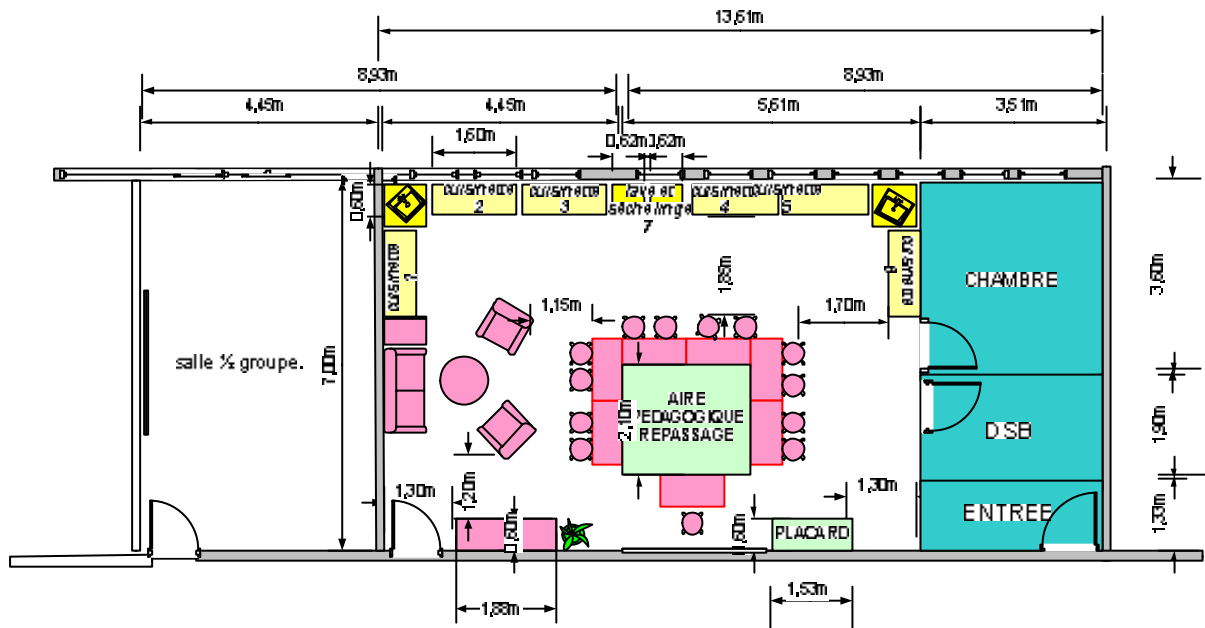 13,61m
8,93m
8,93m
4,45m
4,45m
5,61m
3,51m
1,60m
0,62m
0,62m
0,60m
cuisinette
2
cuisinette
3
lave et
sèche linge
7
cuisinette
4
cuisinette
5
cuisinette
1
6
CHAMBRE
3,60m
1,85m
1,15m
1,70m
salle ½ groupe.
7,00m
AIRE
PEDAGOGIQUE
REPASSAGE
2,10m
DSB
1,90m
1,30m
1,20m
1,30m
ENTREE
1,33m
0,60m
0,60m
PLACARD
1,88m
1,53m